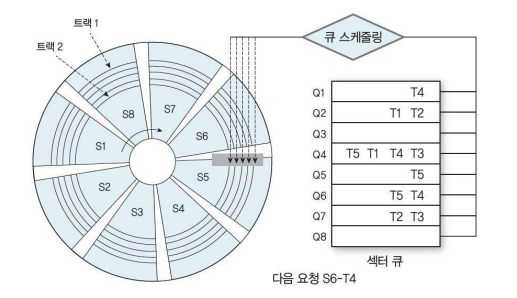 트랙 1
트랙 2
큐 스케줄링
S8
S7
S1
S6
S2
S5
S3
S4
Q1 T4
Q2 T1 T2
Q3
Q4 T5 T1 T4 T3
Q5 T5
Q6 T5 T4
Q7 T2 T3
Q8
섹터 큐
다음 요청 S6-T4